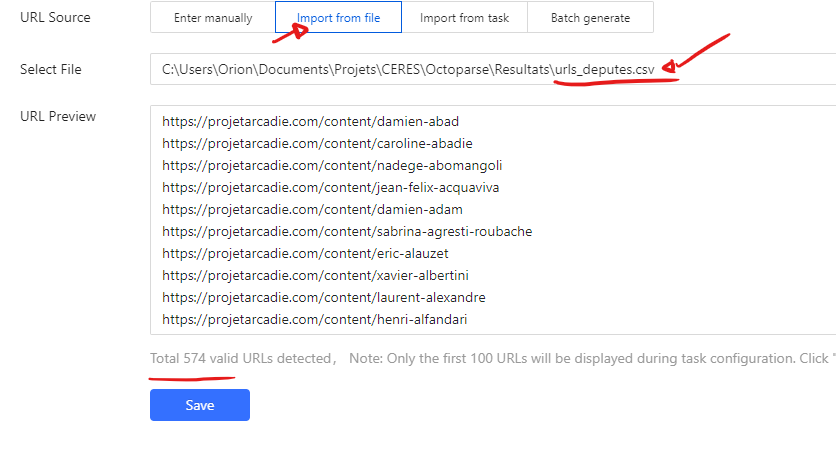 URL Source
Enter manually
Import from file
Import from task
Batch generate
Select File
C:\Users\Orion\Documents\Projets\CERES\Octoparse\Resultats\urls_deputes.csv
URL Preview
https://projetarcadie.com/content/damien-abad
https://projetarcadie.com/content/caroline-abadie
https://projetarcadie.com/content/nadege-abomangoli
https://projetarcadie.com/content/jean-felix-acquaviva
https://projetarcadie.com/content/damien-adam
https://projetarcadie.com/content/sabrina-agresti-roubache
https://projetarcadie.com/content/eric-alauzet
https://projetarcadie.com/content/xavier-albertini
https://projetarcadie.com/content/laurent-alexandre
https://projetarcadie.com/content/henri-alfandari
Total 574 valid URLs detected， Note: Only the first 100 URLs will be displayed during task configuration. Click "
Save